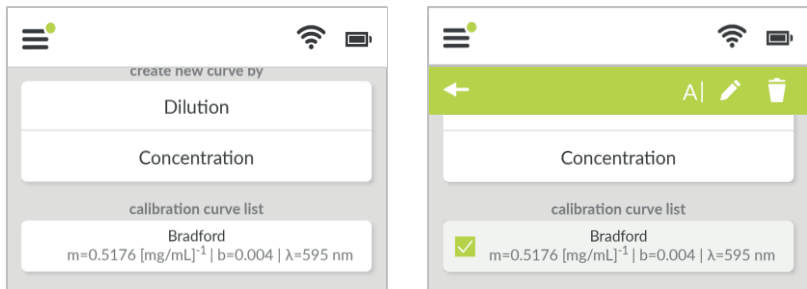 create new curve by
Dilution
Concentration
calibration curve list
Bradford
m=0.5176 [mg/mL]⁻¹ | b=0.004 | λ=595 nm
A|
Concentration
calibration curve list
Bradford
m=0.5176 [mg/mL]⁻¹ | b=0.004 | λ=595 nm